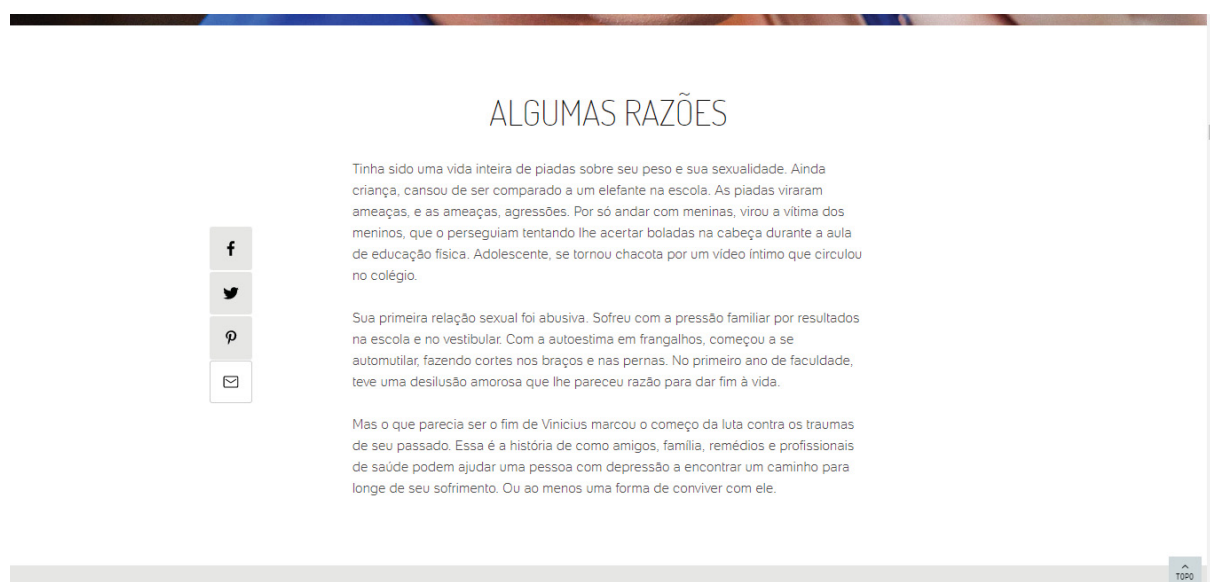 ALGUMAS RAZÕES
Tinha sido uma vida inteira de piadas sobre seu peso e sua sexualidade. Ainda
criança, cansou de ser comparado a um elefante na escola. As piadas viraram
ameaças, e as ameaças, agressões. Por só andar com meninas, virou a vítima dos
meninos, que o perseguiam tentando lhe acertar boladas na cabeça durante a aula
de educação física. Adolescente, se tornou chacota por um vídeo íntimo que circulou
no colégio.
Sua primeira relação sexual foi abusiva. Sofreu com a pressão familiar por resultados
na escola e no vestibular. Com a autoestima em frangalhos, começou a se
automutilar, fazendo cortes nos braços e nas pernas. No primeiro ano de faculdade,
teve uma desilusão amorosa que lhe pareceu razão para dar fim à vida.
Mas o que parecia ser o fim de Vinicius marcou o começo da luta contra os traumas
de seu passado. Essa é a história de como amigos, família, remédios e profissionais
de saúde podem ajudar uma pessoa com depressão a encontrar um caminho para
longe de seu sofrimento. Ou ao menos uma forma de conviver com ele.
TOPO